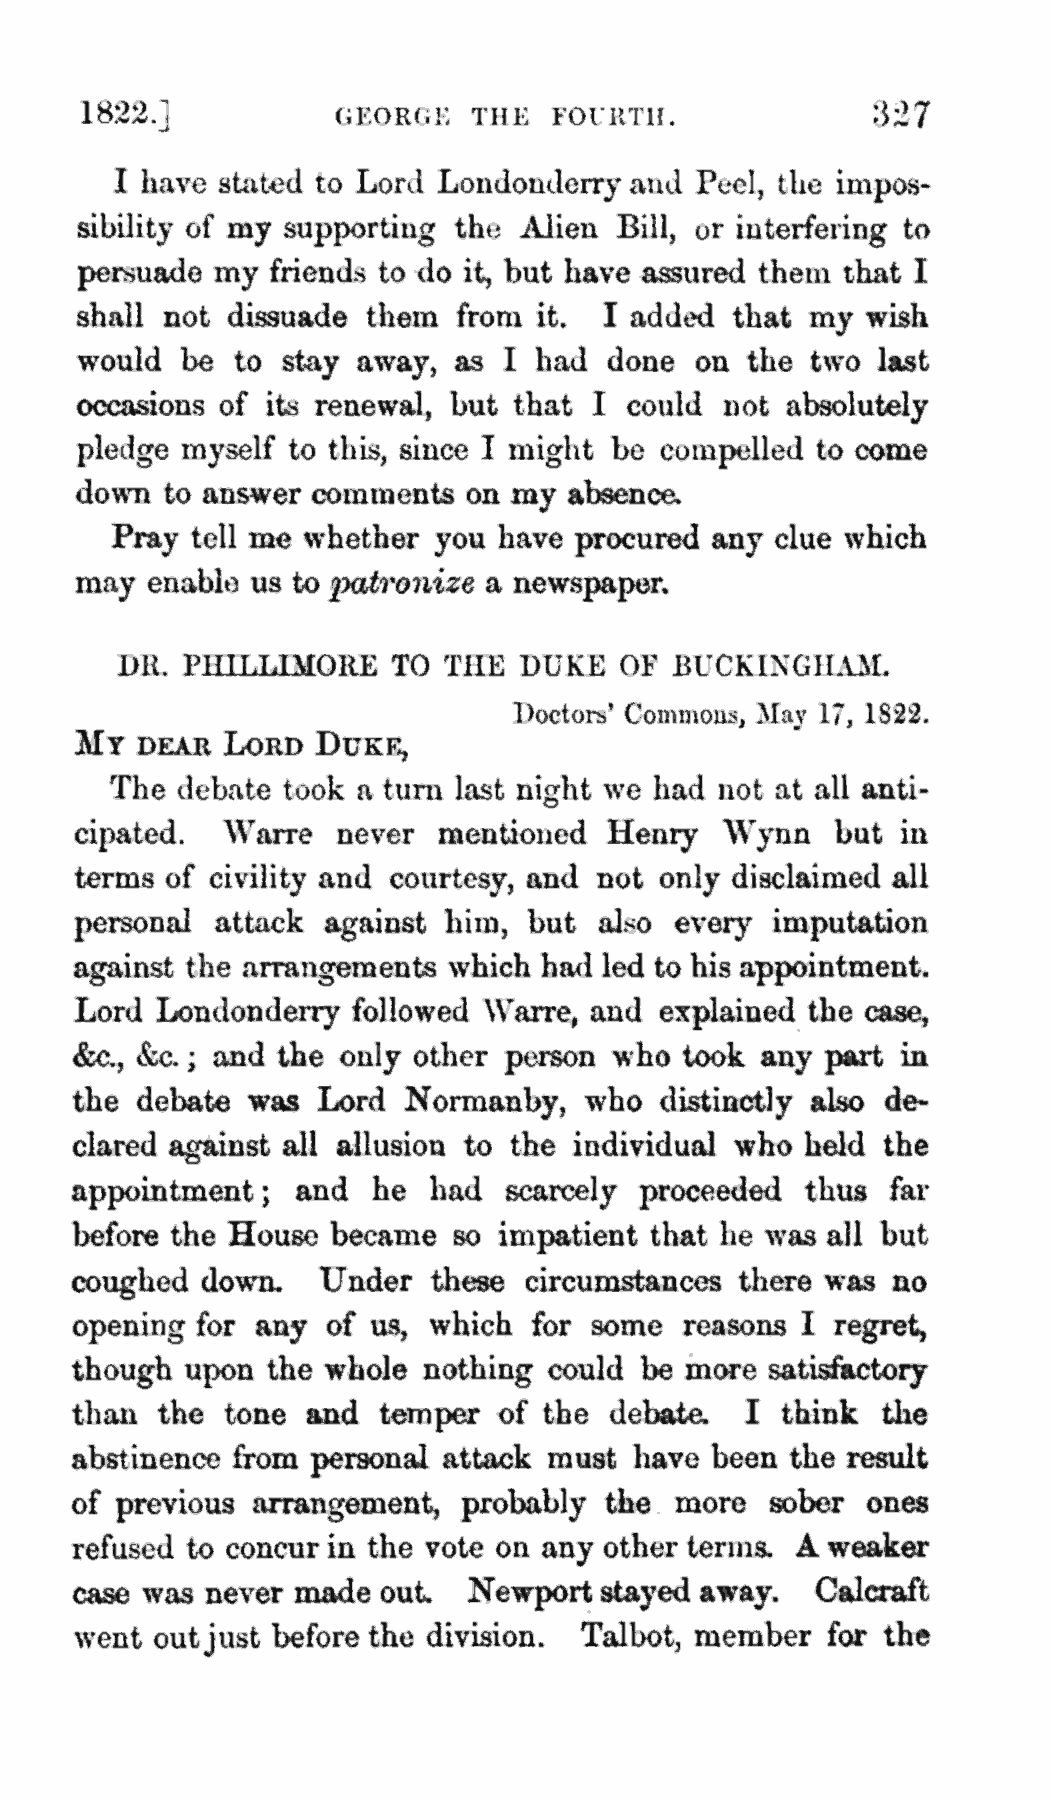 1822.] GEORGE THE FOURTH. 327
I have stated to Lord Londonderry and Peel, the impos-
sibility of my supporting the Alien Bill, or interfering to
persuade my friends to do it, but have assured them that I
shall not dissuade them from it. I added that my wish
would be to stay away, as I had done on the two last
occasions of its renewal, but that I could not absolutely
pledge myself to this, since I might be compelled to come
down to answer comments on my absence.
Pray tell me whether you have procured any clue which
may enable us to patronize a newspaper.
DR. PHILLIMORE TO THE DUKE OF BUCKINGHAM.
Doctors' Commons, May 17, 1822.
MY DEAR LORD DUKE,
The debate took a turn last night we had not at all anti-
cipated. Warre never mentioned Henry Wynn but in
terms of civility and courtesy, and not only disclaimed all
personal attack against him, but also every imputation
against the arrangements which had led to his appointment.
Lord Londonderry followed Warre, and explained the case,
&c., &c.; and the only other person who took any part in
the debate was Lord Normanby, who distinctly also de-
clared against all allusion to the individual who held the
appointment; and he had scarcely proceeded thus far
before the House became so impatient that he was all but
coughed down. Under these circumstances there was no
opening for any of us, which for some reasons I regret,
though upon the whole nothing could be more satisfactory
than the tone and temper of the debate. I think the
abstinence from personal attack must have been the result
of previous arrangement, probably the more sober ones
refused to concur in the vote on any other terms. A weaker
case was never made out. Newport stayed away. Calcraft
went out just before the division. Talbot, member for the